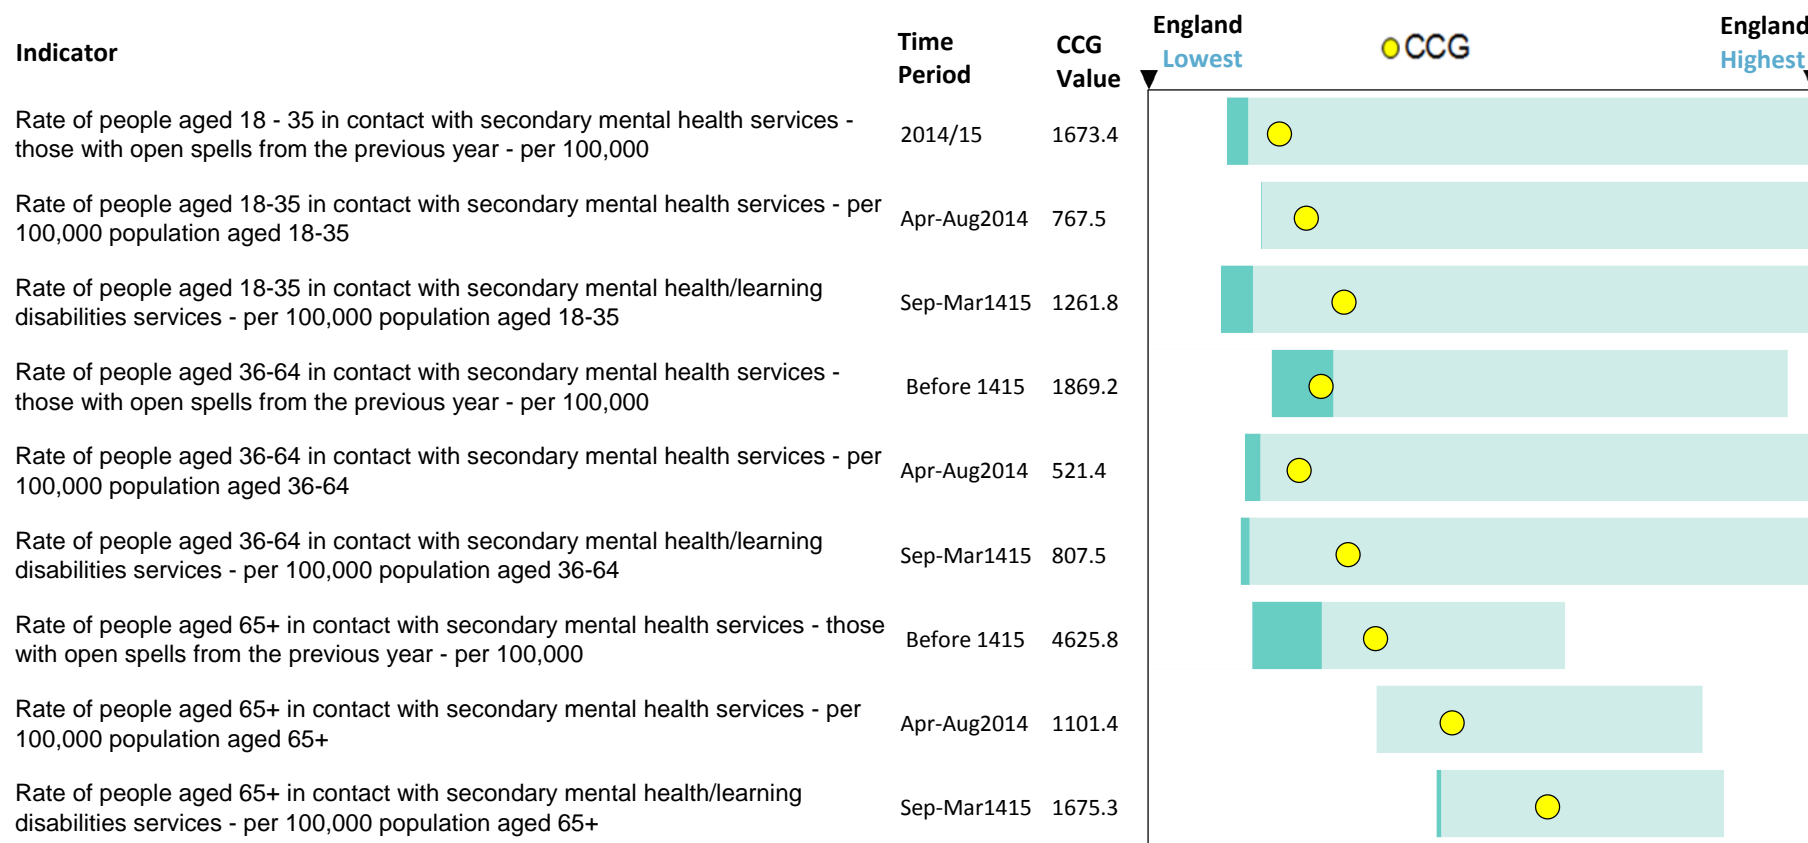 Indicator
Time Period
CCG Value
England Lowest
CCG
England Highest
Rate of people aged 18 - 35 in contact with secondary mental health services -
those with open spells from the previous year - per 100,000
2014/15 1673.4
Rate of people aged 18-35 in contact with secondary mental health services - per
100,000 population aged 18-35
Apr-Aug2014 767.5
Rate of people aged 18-35 in contact with secondary mental health/learning
disabilities services - per 100,000 population aged 18-35
Sep-Mar1415 1261.8
Rate of people aged 36-64 in contact with secondary mental health services -
those with open spells from the previous year - per 100,000
Before 1415 1869.2
Rate of people aged 36-64 in contact with secondary mental health services - per
100,000 population aged 36-64
Apr-Aug2014 521.4
Rate of people aged 36-64 in contact with secondary mental health/learning
disabilities services - per 100,000 population aged 36-64
Sep-Mar1415 807.5
Rate of people aged 65+ in contact with secondary mental health services - those
with open spells from the previous year - per 100,000
Before 1415 4625.8
Rate of people aged 65+ in contact with secondary mental health services - per
100,000 population aged 65+
Apr-Aug2014 1101.4
Rate of people aged 65+ in contact with secondary mental health/learning
disabilities services - per 100,000 population aged 65+
Sep-Mar1415 1675.3